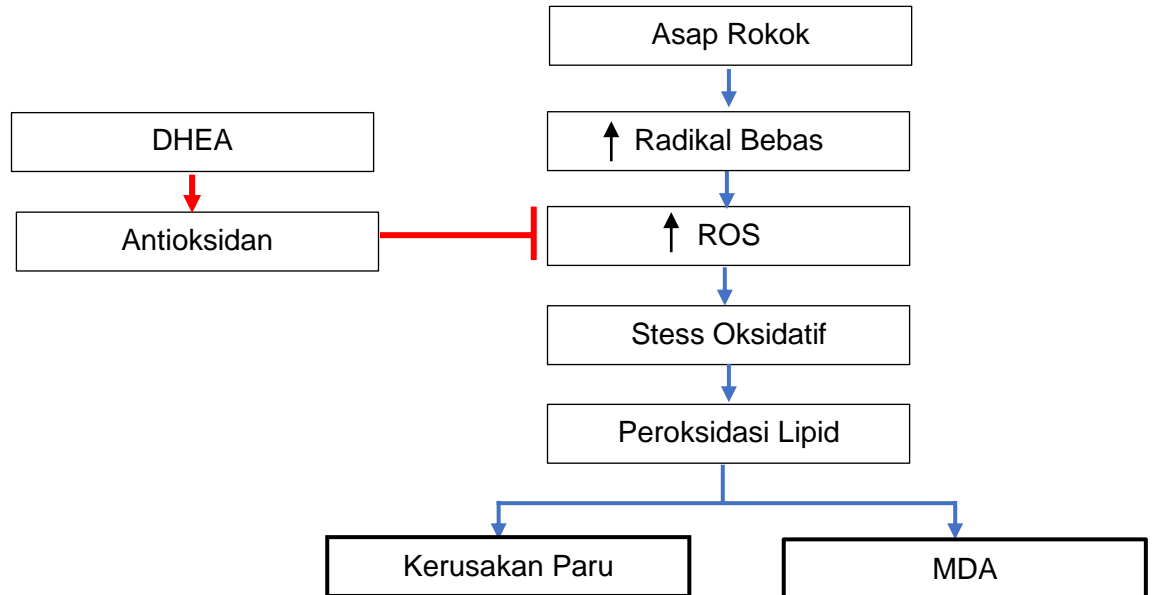 Asap Rokok
DHEA
↑ Radikal Bebas
Antioksidan
↑ ROS
Stess Oksidatif
Peroksidasi Lipid
Kerusakan Paru
MDA